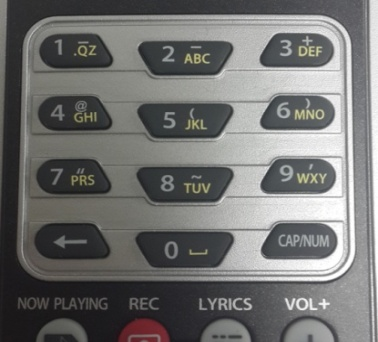 1 .QZ - 2 ABC - 3 DEF +
4 GHI @ 5 JKL ( 6 MNO )
7 PRS " 8 TUV ~ 9 WXY '
← 0 ⎵ CAP/NUM
NOW PLAYING REC LYRICS VOL+